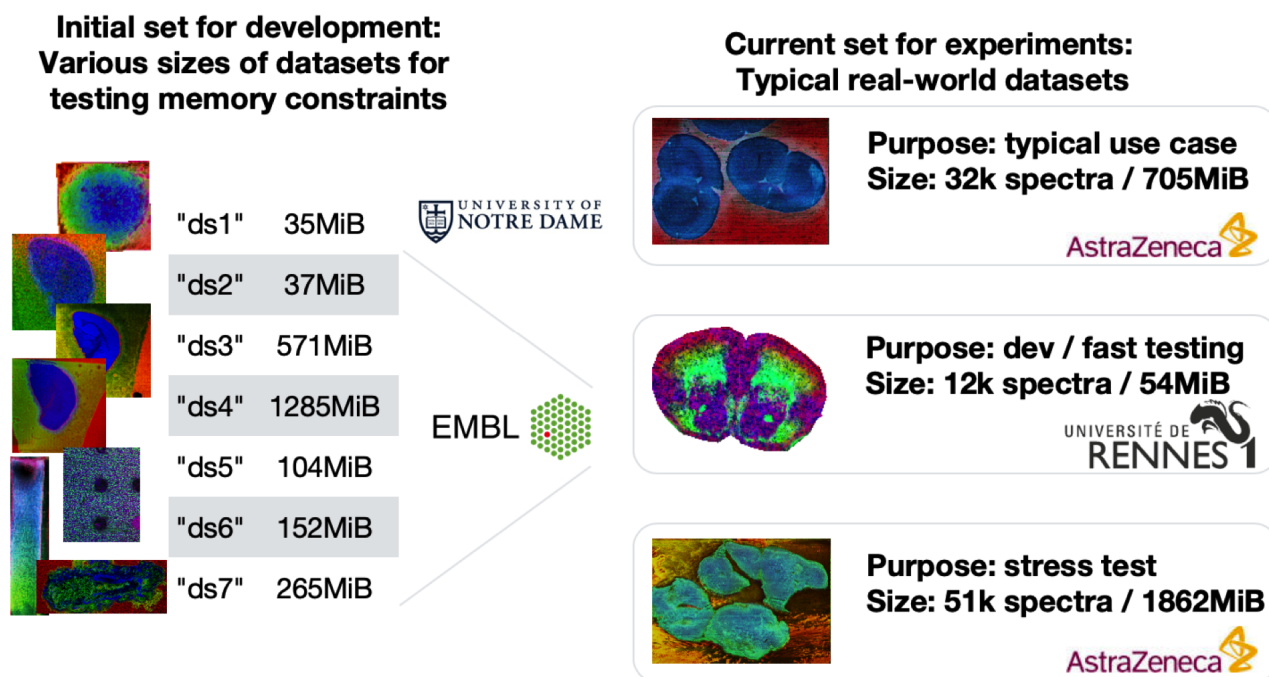 Initial set for development:
Various sizes of datasets for
testing memory constraints
"ds1" 35MiB
"ds2" 37MiB
"ds3" 571MiB
"ds4" 1285MiB
"ds5" 104MiB
"ds6" 152MiB
"ds7" 265MiB
UNIVERSITY OF
NOTRE DAME
EMBL
Current set for experiments:
Typical real-world datasets
Purpose: typical use case
Size: 32k spectra / 705MiB
AstraZeneca
Purpose: dev / fast testing
Size: 12k spectra / 54MiB
UNIVERSITÉ DE
RENNES 1
Purpose: stress test
Size: 51k spectra / 1862MiB
AstraZeneca